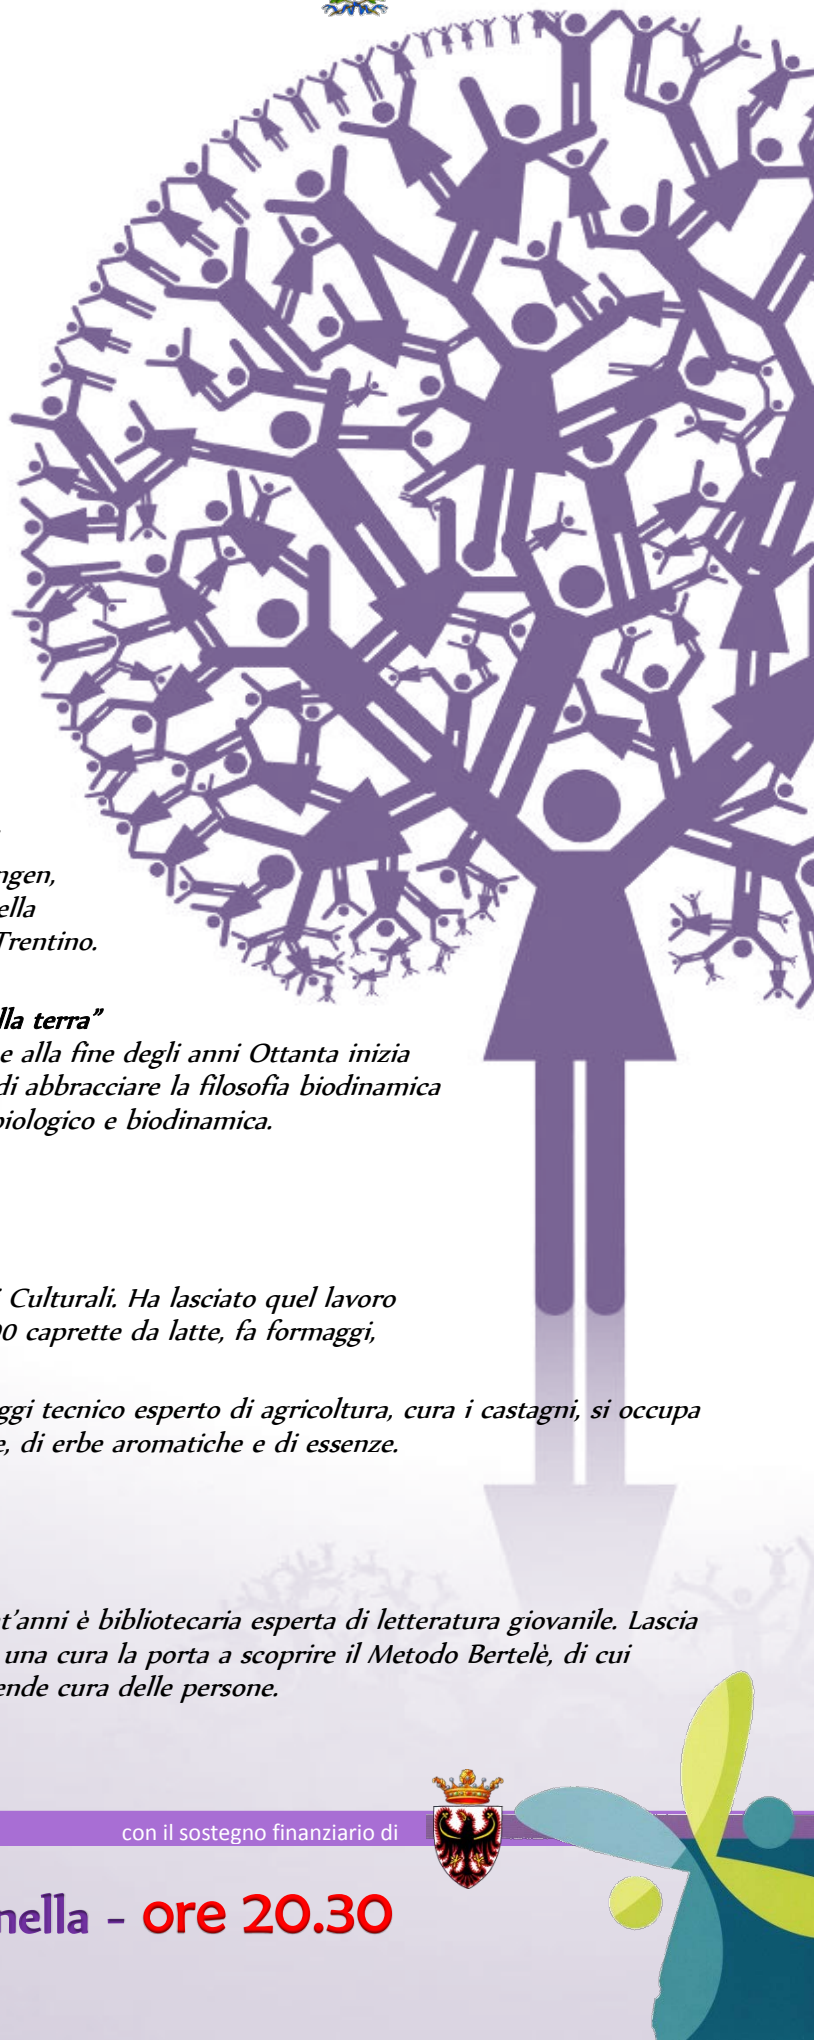 ngen,
ella
Trentino.
lla terra”
e alla fine degli anni Ottanta inizia
di abbracciare la filosofia biodinamica
biologico e biodinamica.
i Culturali. Ha lasciato quel lavoro
00 caprette da latte, fa formaggi,
ggi tecnico esperto di agricoltura, cura i castagni, si occupa
e, di erbe aromatiche e di essenze.
t’anni è bibliotecaria esperta di letteratura giovanile. Lascia
una cura la porta a scoprire il Metodo Bertelè, di cui
ende cura delle persone.
con il sostegno finanziario di
nella - ore 20.30